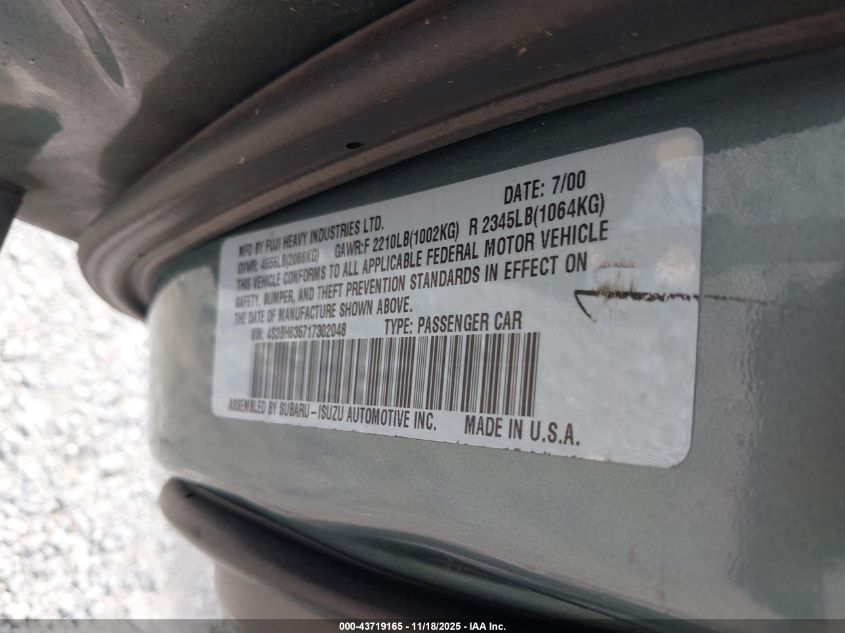 MFD BY FUJI HEAVY INDUSTRIES LTD. DATE: 7/00
GVWR: 4555LB(2066KG) GAWR:F 2210LB(1002KG) R 2345LB(1064KG)
THIS VEHICLE CONFORMS TO ALL APPLICABLE FEDERAL MOTOR VEHICLE
SAFETY, BUMPER, AND THEFT PREVENTION STANDARDS IN EFFECT ON
THE DATE OF MANUFACTURE SHOWN ABOVE.
VIN: 4S3BH635717302048 TYPE: PASSENGER CAR
ASSEMBLED BY SUBARU-ISUZU AUTOMOTIVE INC. MADE IN U.S.A.
000-43719165 - 11/18/2025 - IAA Inc.